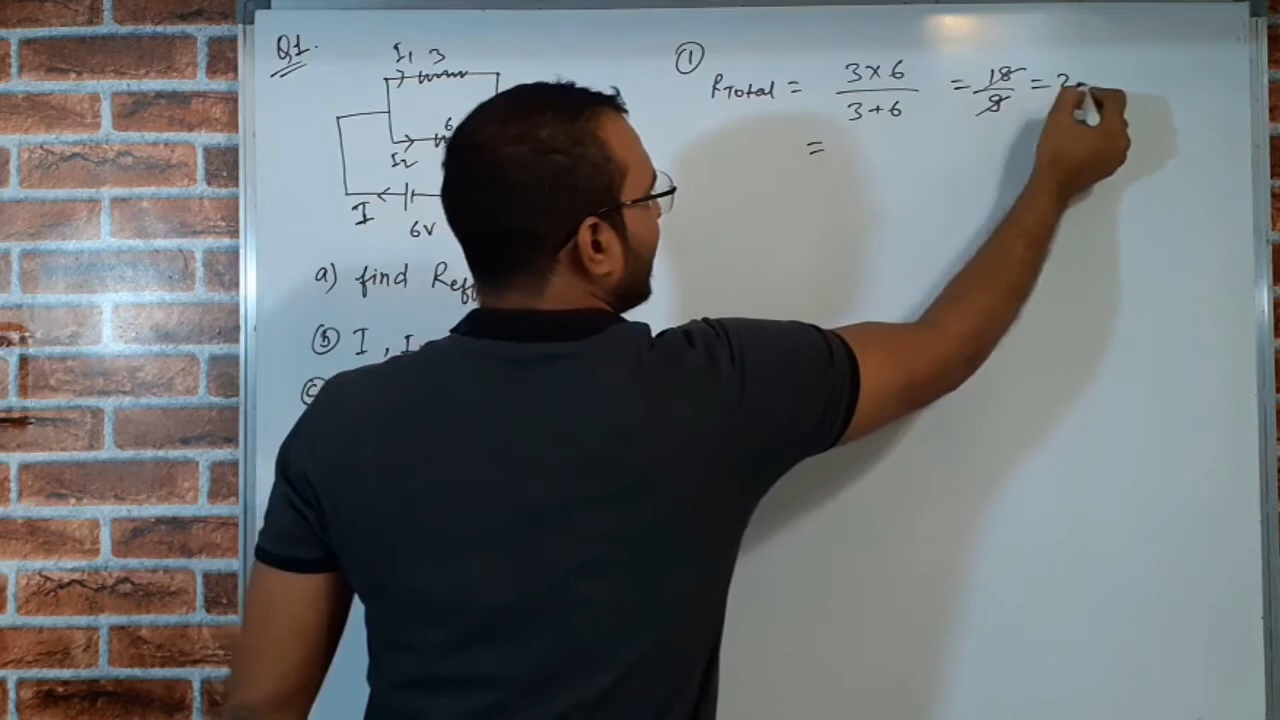 Q1.
I1 3
6
I2
I
6V
a) find Reff
b) I, I
c)
① RTotal = 3×6 / 3+6 = 18 / 9 = 2
=